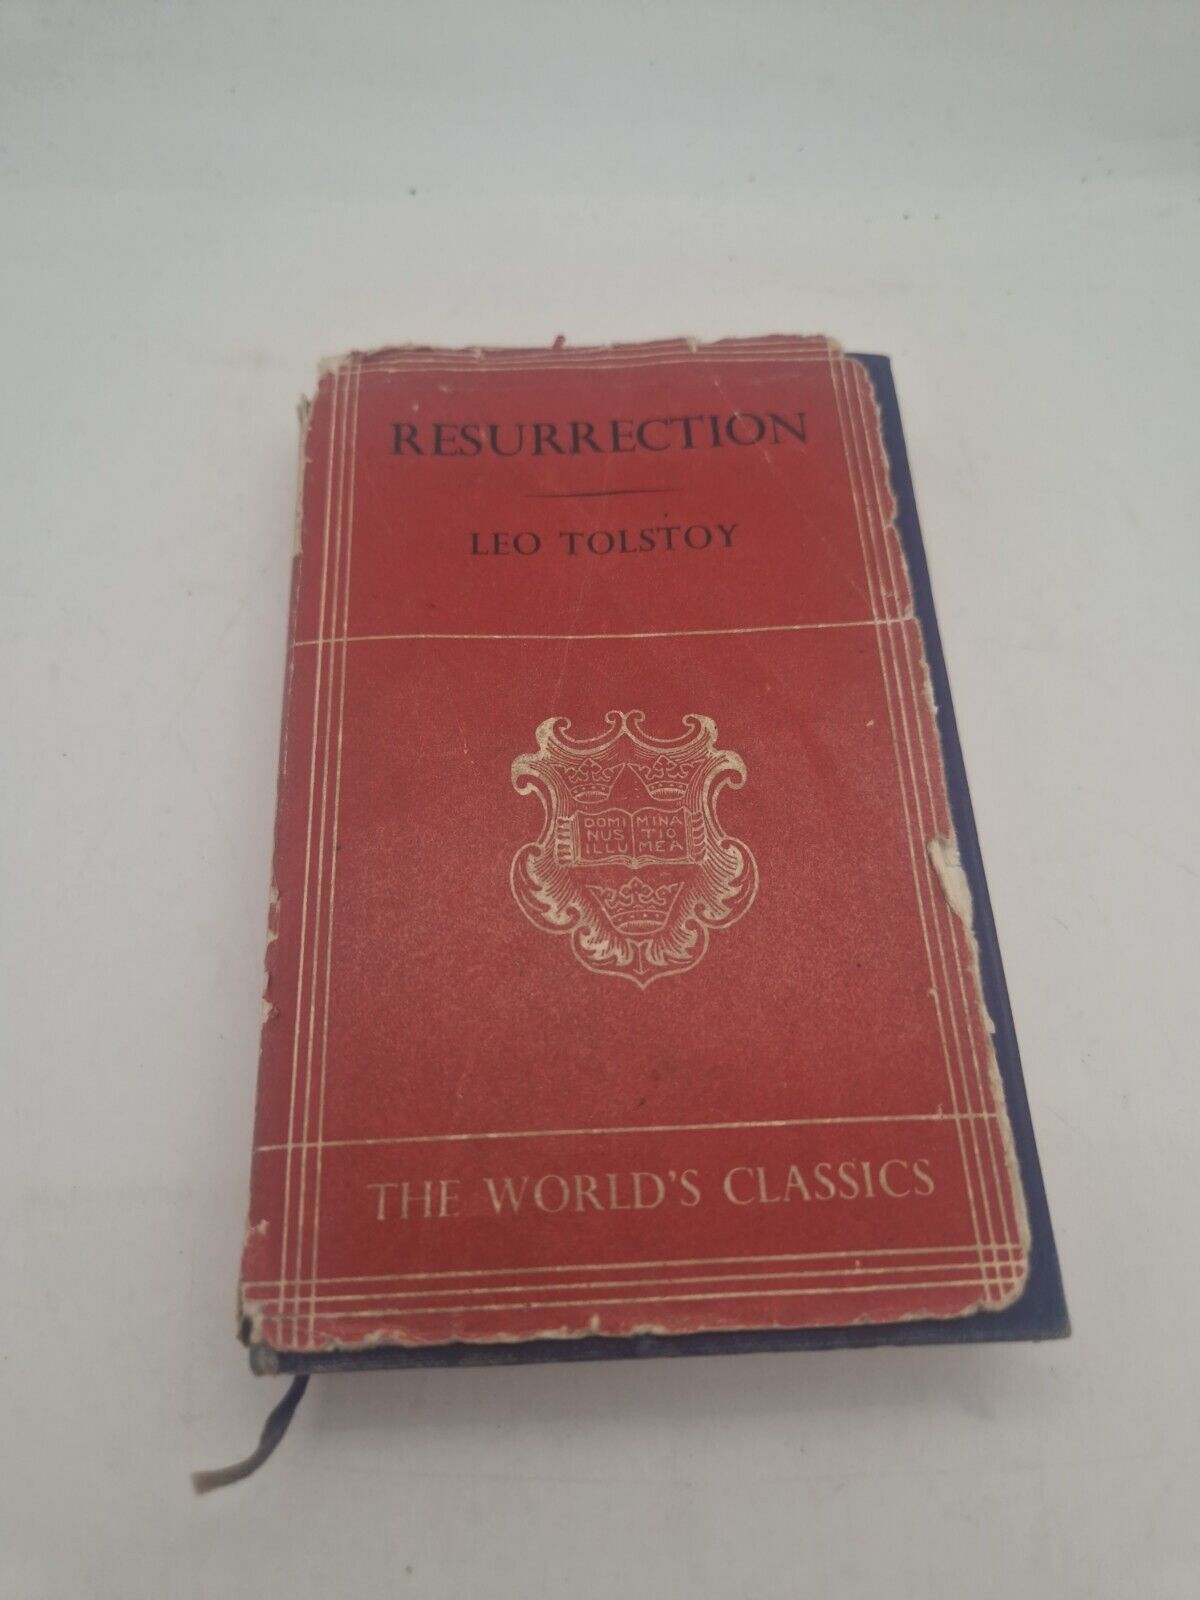 RESURRECTION
LEO TOLSTOY
DOMI MINA
NUS TIO
ILLU MEA
THE WORLD'S CLASSICS